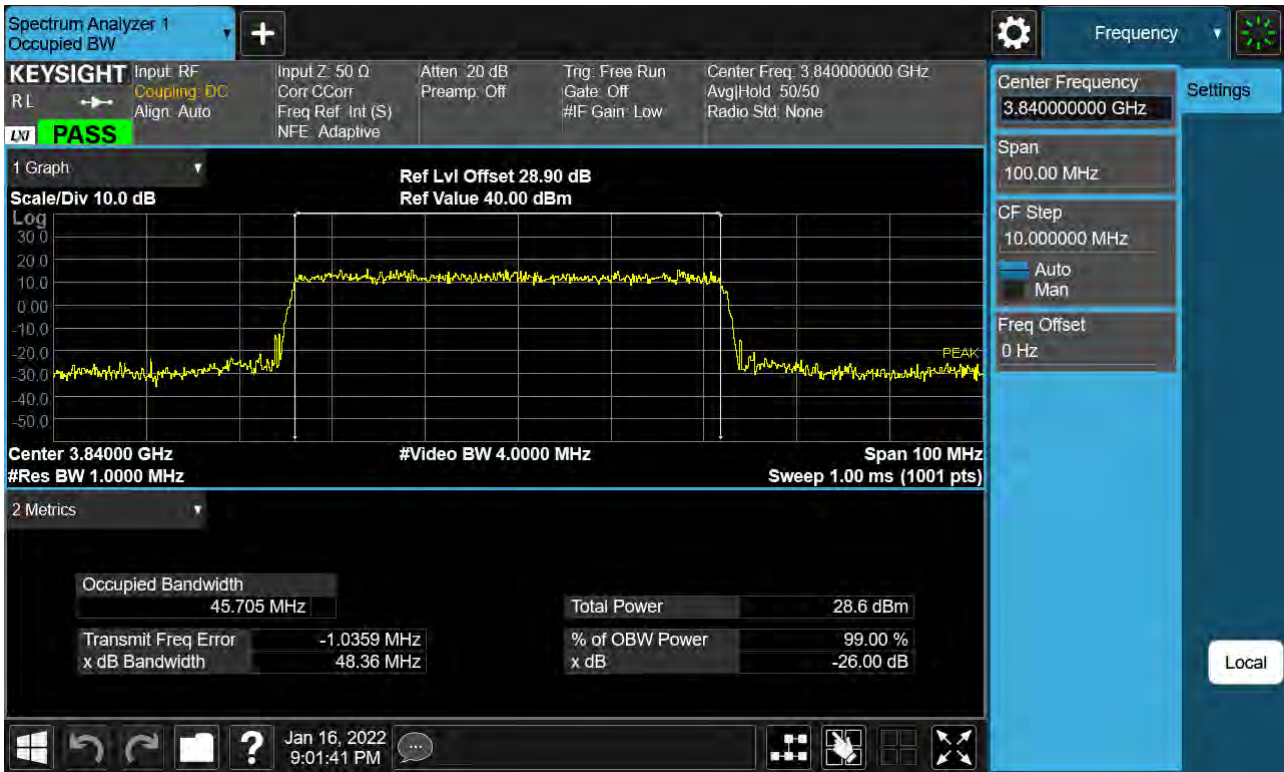 Spectrum Analyzer 1
Occupied BW
+
Frequency
KEYSIGHT Input: RF Input Z: 50 Ω Atten: 20 dB Trig: Free Run Center Freq: 3.840000000 GHz
RL Coupling: DC Corr CCorr Preamp: Off Gate: Off Avg|Hold: 50/50
Align: Auto Freq Ref: Int (S) #IF Gain: Low Radio Std: None
LXI PASS NFE: Adaptive
Center Frequency
3.840000000 GHz
Settings
Span
100.00 MHz
CF Step
10.000000 MHz
Auto
Man
Freq Offset
0 Hz
Local
1 Graph
Ref Lvl Offset 28.90 dB
Scale/Div 10.0 dB Ref Value 40.00 dBm
Log
30.0
20.0
10.0
0.00
-10.0
-20.0
PEAK
-30.0
-40.0
-50.0
Center 3.84000 GHz #Video BW 4.0000 MHz Span 100 MHz
#Res BW 1.0000 MHz Sweep 1.00 ms (1001 pts)
2 Metrics
Occupied Bandwidth
45.705 MHz Total Power 28.6 dBm
Transmit Freq Error -1.0359 MHz % of OBW Power 99.00 %
x dB Bandwidth 48.36 MHz x dB -26.00 dB
? Jan 16, 2022
9:01:41 PM